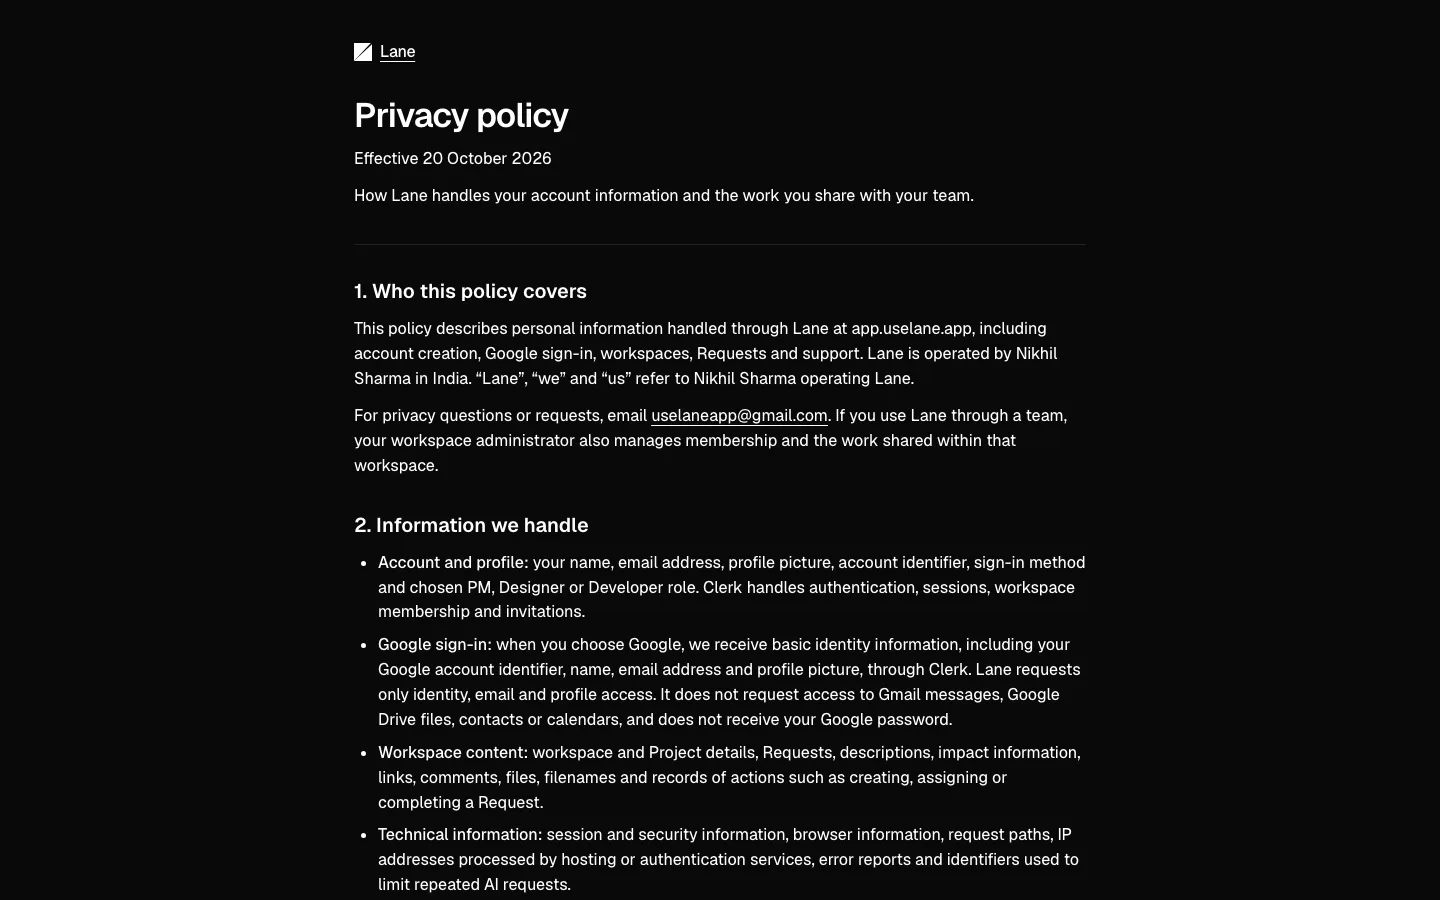 Lane
Privacy policy
Effective 20 October 2026
How Lane handles your account information and the work you share with your team.
1. Who this policy covers
This policy describes personal information handled through Lane at app.uselane.app, including
account creation, Google sign-in, workspaces, Requests and support. Lane is operated by Nikhil
Sharma in India. “Lane”, “we” and “us” refer to Nikhil Sharma operating Lane.
For privacy questions or requests, email uselaneapp@gmail.com. If you use Lane through a team,
your workspace administrator also manages membership and the work shared within that
workspace.
2. Information we handle
• Account and profile: your name, email address, profile picture, account identifier, sign-in method
and chosen PM, Designer or Developer role. Clerk handles authentication, sessions, workspace
membership and invitations.
• Google sign-in: when you choose Google, we receive basic identity information, including your
Google account identifier, name, email address and profile picture, through Clerk. Lane requests
only identity, email and profile access. It does not request access to Gmail messages, Google
Drive files, contacts or calendars, and does not receive your Google password.
• Workspace content: workspace and Project details, Requests, descriptions, impact information,
links, comments, files, filenames and records of actions such as creating, assigning or
completing a Request.
• Technical information: session and security information, browser information, request paths, IP
addresses processed by hosting or authentication services, error reports and identifiers used to
limit repeated AI requests.